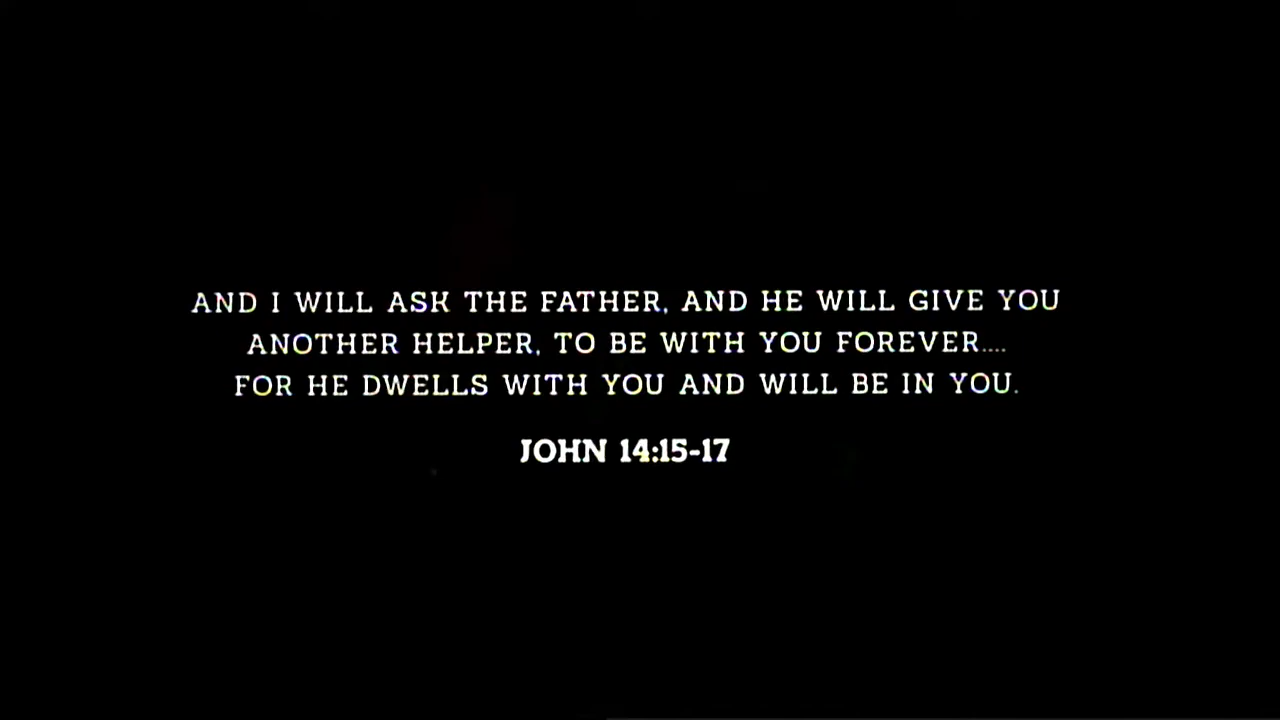 AND I WILL ASK THE FATHER, AND HE WILL GIVE YOU
ANOTHER HELPER, TO BE WITH YOU FOREVER....
FOR HE DWELLS WITH YOU AND WILL BE IN YOU.
JOHN 14:15-17